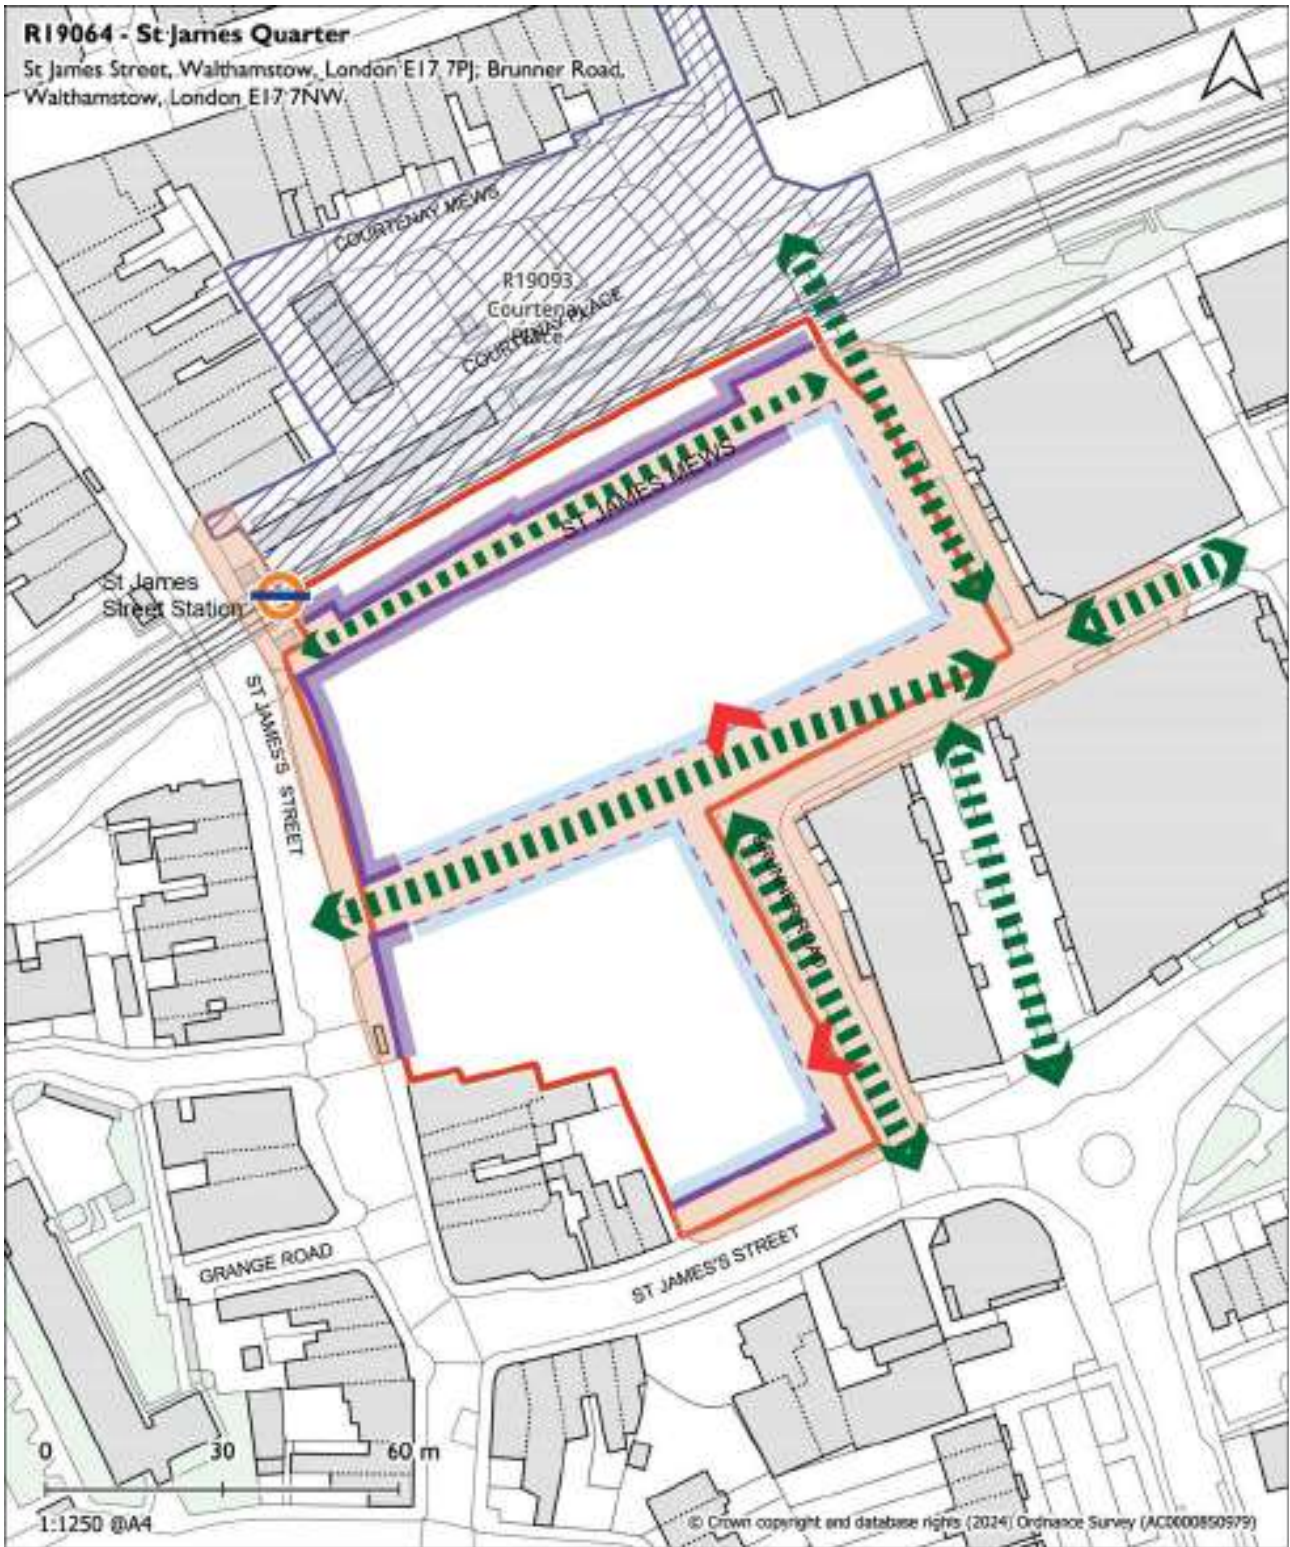 R19064 - St James Quarter
St James Street, Walthamstow, London E17 7PJ; Brunner Road,
Walthamstow, London E17 7NW.
COURTENAY MEWS
R19093
Courtenay
Place
COURTENAY PLACE
ST JAMES MEWS
St James
Street Station
ST JAMES'S STREET
GRANGE ROAD
ST JAMES'S STREET
0 30 60 m
1:1250 @A4
© Crown copyright and database rights (2024) Ordnance Survey (AC0000850979)